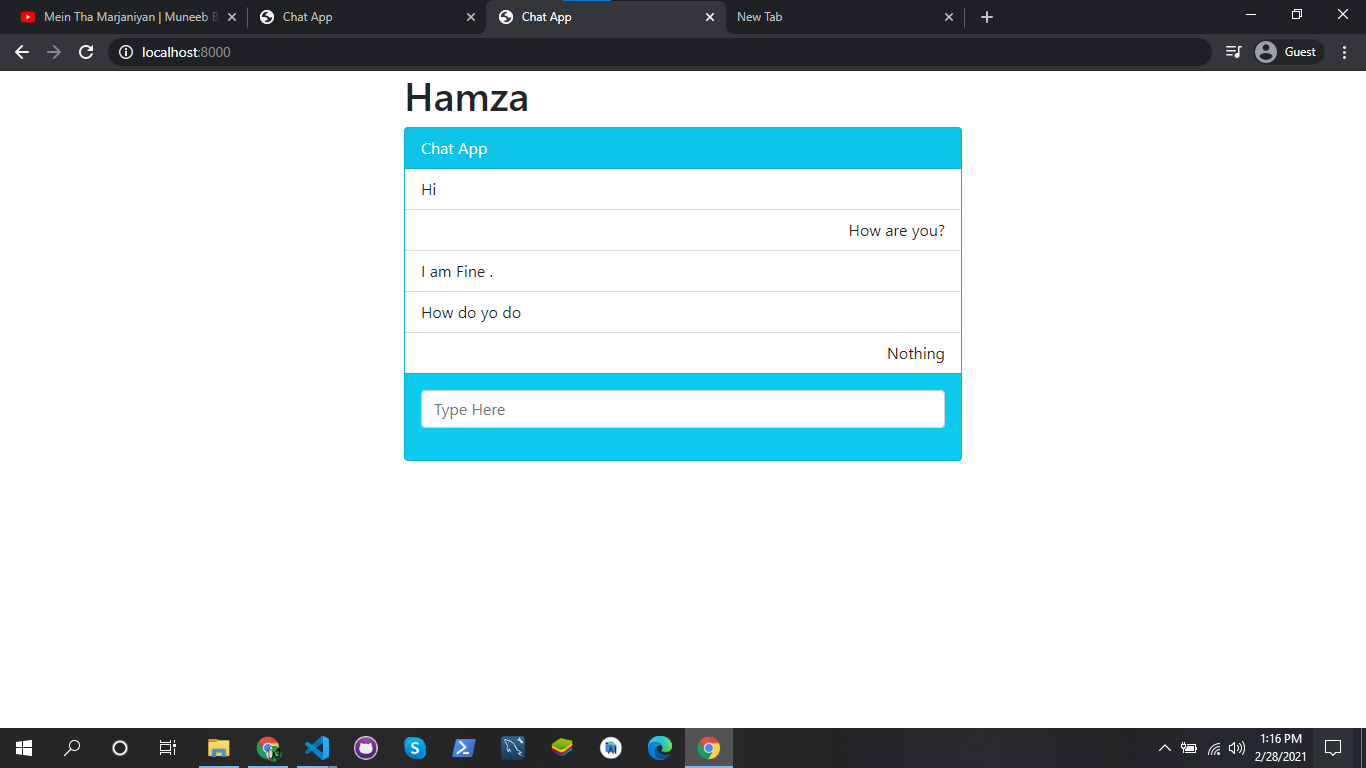 Mein Tha Marjaniyan | Muneeb B
Chat App
Chat App
New Tab
localhost:8000
Guest
Hamza
Chat App
Hi
How are you?
I am Fine .
How do yo do
Nothing
Type Here
1:16 PM
2/28/2021